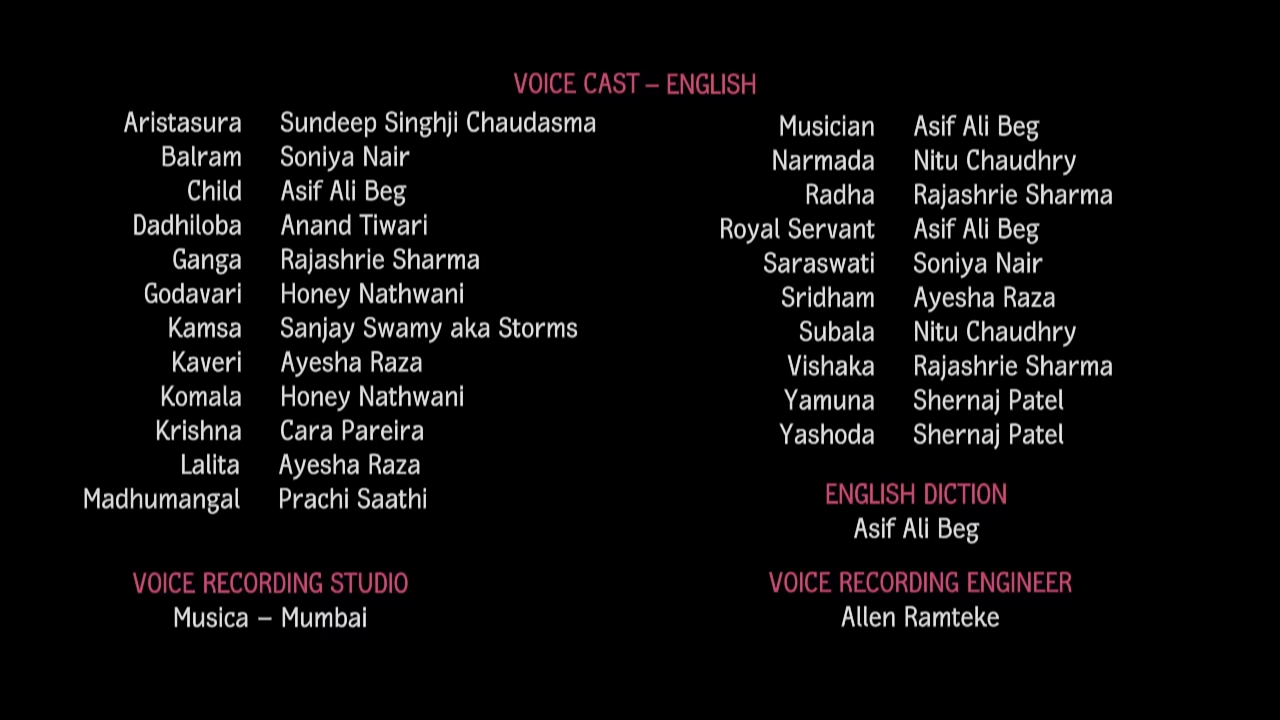 VOICE CAST – ENGLISH
Aristasura Sundeep Singhji Chaudasma
Balram Soniya Nair
Child Asif Ali Beg
Dadhiloba Anand Tiwari
Ganga Rajashrie Sharma
Godavari Honey Nathwani
Kamsa Sanjay Swamy aka Storms
Kaveri Ayesha Raza
Komala Honey Nathwani
Krishna Cara Pareira
Lalita Ayesha Raza
Madhumangal Prachi Saathi
Musician Asif Ali Beg
Narmada Nitu Chaudhry
Radha Rajashrie Sharma
Royal Servant Asif Ali Beg
Saraswati Soniya Nair
Sridham Ayesha Raza
Subala Nitu Chaudhry
Vishaka Rajashrie Sharma
Yamuna Shernaj Patel
Yashoda Shernaj Patel
ENGLISH DICTION
Asif Ali Beg
VOICE RECORDING STUDIO
Musica – Mumbai
VOICE RECORDING ENGINEER
Allen Ramteke